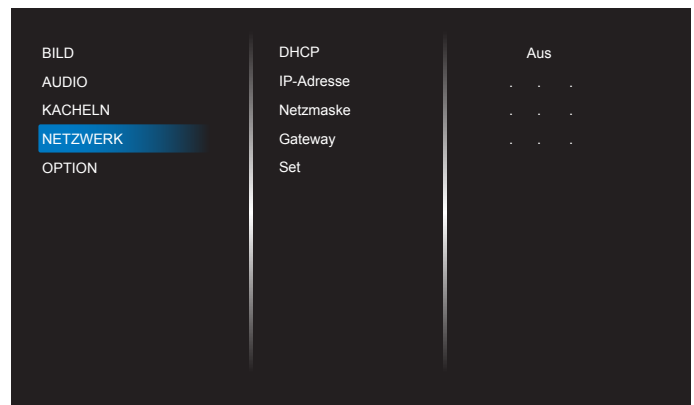 BILD
AUDIO
KACHELN
NETZWERK
OPTION
DHCP Aus
IP-Adresse . . .
Netzmaske . . .
Gateway . . .
Set